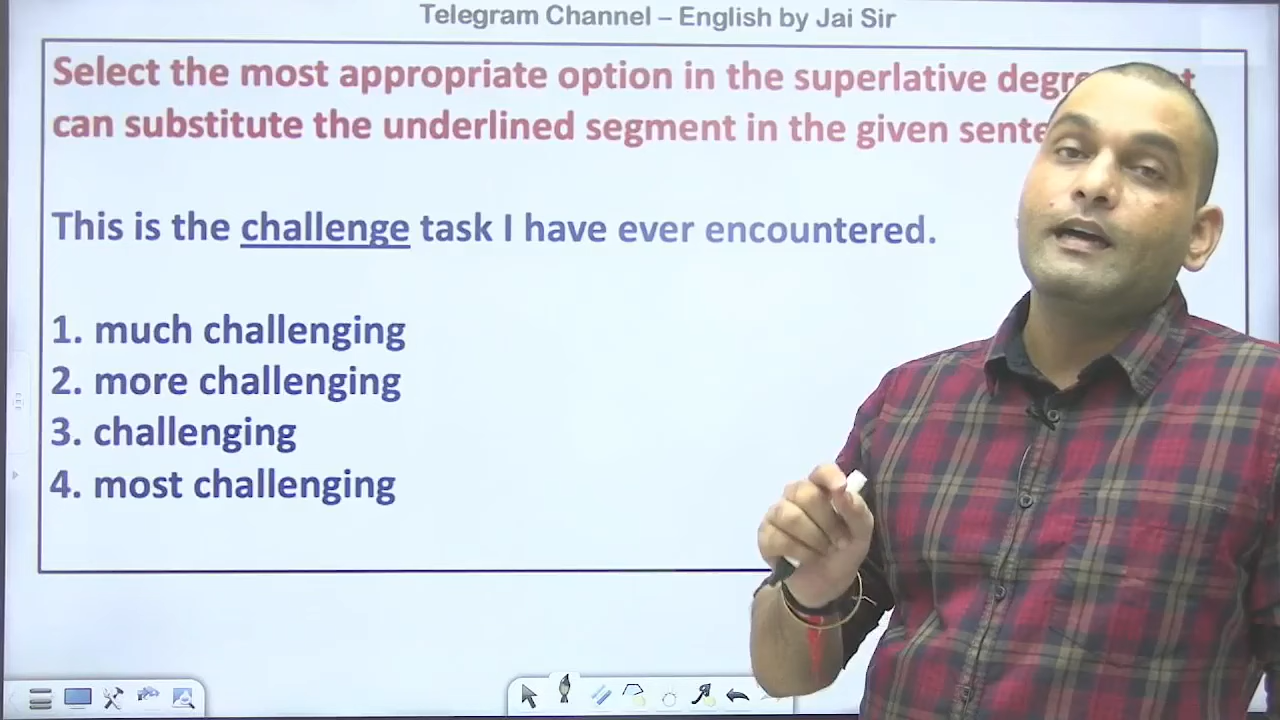 Telegram Channel – English by Jai Sir
Select the most appropriate option in the superlative
can substitute the underlined segment in the given
This is the challenge task I have ever encountered.
1. much challenging
2. more challenging
3. challenging
4. most challenging